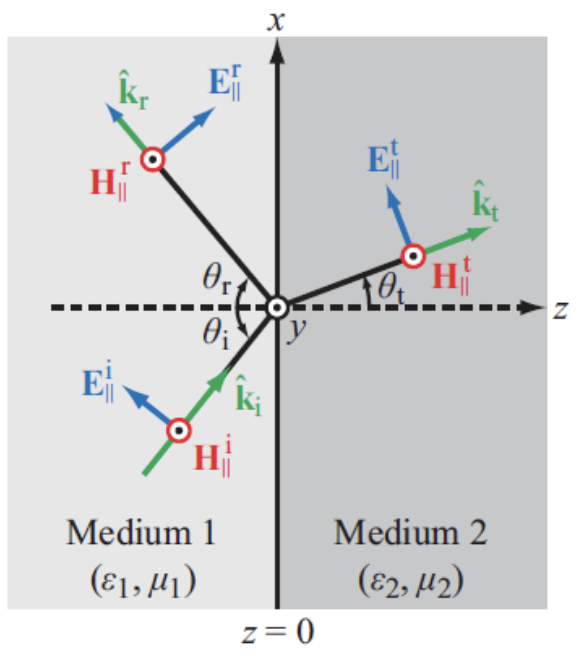 x
k̂ᵣ
E∥ʳ
H∥ʳ
E∥ᵗ
k̂ₜ
H∥ᵗ
θᵣ
θₜ
z
θᵢ
y
E∥ⁱ
k̂ᵢ
H∥ⁱ
Medium 1
(ε₁, μ₁)
Medium 2
(ε₂, μ₂)
z = 0